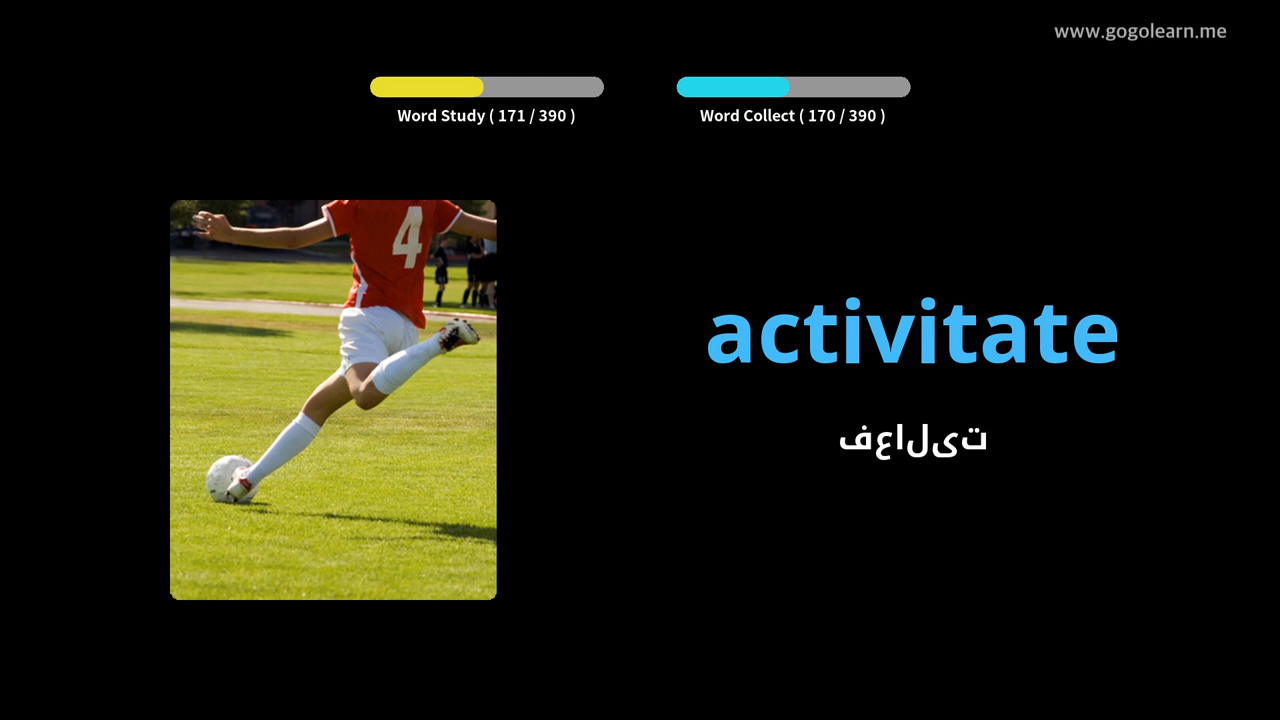 www.gogolearn.me
Word Study ( 171 / 390 )
Word Collect ( 170 / 390 )
4
activitate
فعالیت